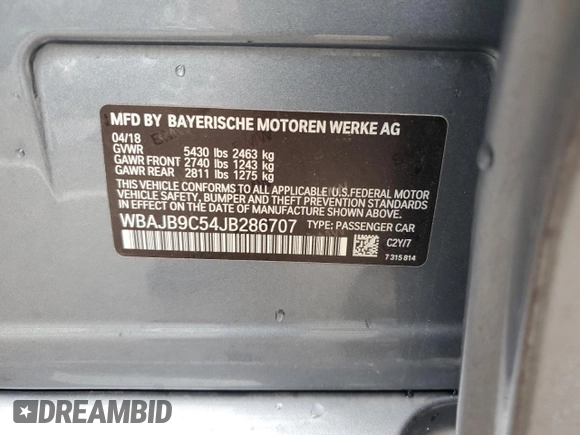 MFD BY BAYERISCHE MOTOREN WERKE AG
04/18
GVWR 5430 lbs 2463 kg
GAWR FRONT 2740 lbs 1243 kg
GAWR REAR 2811 lbs 1275 kg
THIS VEHICLE CONFORMS TO ALL APPLICABLE U.S. FEDERAL MOTOR
VEHICLE SAFETY, BUMPER AND THEFT PREVENTION STANDARDS
IN EFFECT ON THE DATE OF MANUFACTURE SHOWN ABOVE.
WBAJB9C54JB286707 TYPE: PASSENGER CAR
C2Y/7
7 315 814
DREAMBID